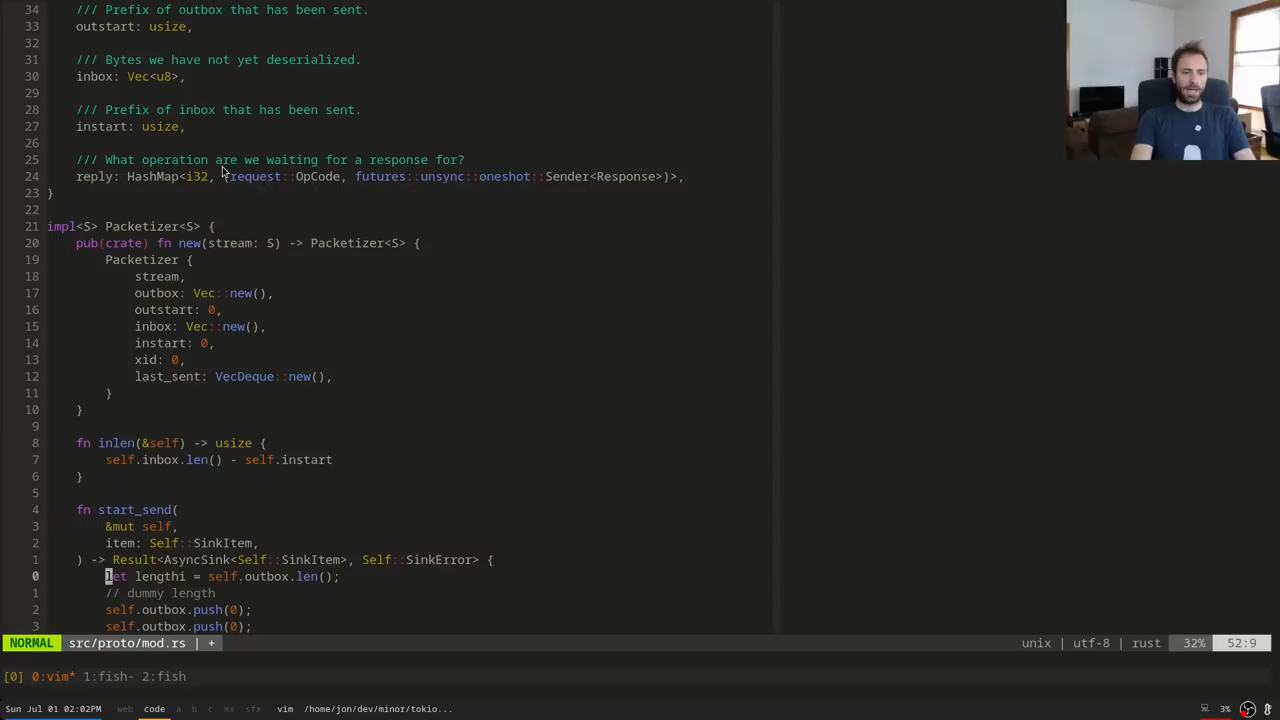 34 /// Prefix of outbox that has been sent.
33 outstart: usize,
32
31 /// Bytes we have not yet deserialized.
30 inbox: Vec<u8>,
29
28 /// Prefix of inbox that has been sent.
27 instart: usize,
26
25 /// What operation are we waiting for a response for?
24 reply: HashMap<i32, (request::OpCode, futures::unsync::oneshot::Sender<Response>)>,
23 }
22
21 impl<S> Packetizer<S> {
20 pub(crate) fn new(stream: S) -> Packetizer<S> {
19 Packetizer {
18 stream,
17 outbox: Vec::new(),
16 outstart: 0,
15 inbox: Vec::new(),
14 instart: 0,
13 xid: 0,
12 last_sent: VecDeque::new(),
11 }
10 }
9
8 fn inlen(&self) -> usize {
7 self.inbox.len() - self.instart
6 }
5
4 fn start_send(
3 &mut self,
2 item: Self::SinkItem,
1 ) -> Result<AsyncSink<Self::SinkItem>, Self::SinkError> {
0 let lengthi = self.outbox.len();
1 // dummy length
2 self.outbox.push(0);
3 self.outbox.push(0);
NORMAL src/proto/mod.rs | + unix | utf-8 | rust 32% 52:9
[0] 0:vim* 1:fish- 2:fish
Sun Jul 01 02:02PM web code a b c mx sfx vim /home/jon/dev/minor/tokio... 3%